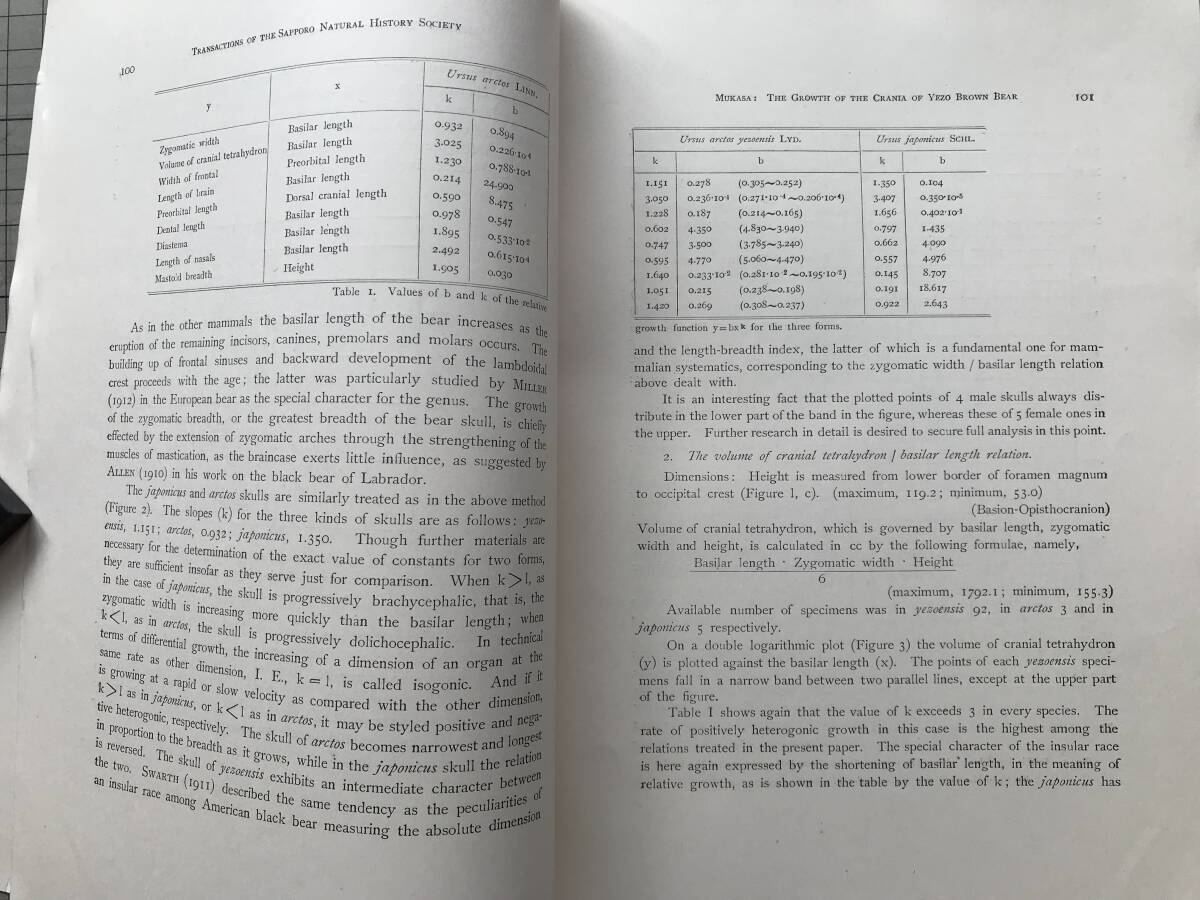 TRANSACTIONS OF THE SAPPORO NATURAL HISTORY SOCIETY
100
y x Ursus arctos LINN.
k b
Zygomatic width Basilar length 0.932 0.894
Volume of cranial tetrahydron Basilar length 3.025 0.226·10-4
Width of frontal Preorbital length 1.230 0.788·10-1
Length of brain Basilar length 0.214 24.900
Preorbital length Dorsal cranial length 0.590 8.475
Dental length Basilar length 0.978 0.547
Diastema Basilar length 1.895 0.533·10-2
Length of nasals Basilar length 2.492 0.615·10-4
Mastoid breadth Height 1.905 0.030
Table 1. Values of b and k of the relative
As in the other mammals the basilar length of the bear increases as the
eruption of the remaining incisors, canines, premolars and molars occurs. The
building up of frontal sinuses and backward development of the lambdoidal
crest proceeds with the age; the latter was particularly studied by MILLER
(1912) in the European bear as the special character for the genus. The growth
of the zygomatic breadth, or the greatest breadth of the bear skull, is chiefly
effected by the extension of zygomatic arches through the strengthening of the
muscles of mastication, as the braincase exerts little influence, as suggested by
ALLEN (1910) in his work on the black bear of Labrador.
The japonicus and arctos skulls are similarly treated as in the above method
(Figure 2). The slopes (k) for the three kinds of skulls are as follows: yezo-
ensis, 1.151; arctos, 0.932; japonicus, 1.350. Though further materials are
necessary for the determination of the exact value of constants for two forms,
they are sufficient insofar as they serve just for comparison. When k>1, as
in the case of japonicus, the skull is progressively brachycephalic, that is, the
zygomatic width is increasing more quickly than the basilar length; when
k<1, as in arctos, the skull is progressively dolichocephalic. In technical
terms of differential growth, the increasing of a dimension of an organ at the
same rate as other dimension, I. E., k=1, is called isogonic. And if it
is growing at a rapid or slow velocity as compared with the other dimension,
k>1 as in japonicus, or k<1 as in arctos, it may be styled positive and nega-
tive heterogonic, respectively. The skull of arctos becomes narrowest and longest
in proportion to the breadth as it grows, while in the japonicus skull the relation
is reversed. The skull of yezoensis exhibits an intermediate character between
the two. SWARTH (1911) described the same tendency as the peculiarities of
an insular race among American black bear measuring the absolute dimension
MUKASA: THE GROWTH OF THE CRANIA OF YEZO BROWN BEAR 101
Ursus arctos yezoensis LYD. Ursus japonicus SCHL.
k b k b
1.151 0.278 (0.305~0.252) 1.350 0.104
3.050 0.236·10-4 (0.271·10-4~0.206·10-4) 3.407 0.350·10-5
1.228 0.187 (0.214~0.165) 1.656 0.402·10-1
0.602 4.350 (4.830~3.940) 0.797 1.435
0.747 3.500 (3.785~3.240) 0.662 4.090
0.595 4.770 (5.060~4.470) 0.557 4.976
1.640 0.233·10-2 (0.281·10-2~0.195·10-2) 0.145 8.707
1.051 0.215 (0.238~0.198) 0.191 18.617
1.420 0.269 (0.308~0.237) 0.922 2.643
growth function y=bxk for the three forms.
and the length-breadth index, the latter of which is a fundamental one for mam-
malian systematics, corresponding to the zygomatic width / basilar length relation
above dealt with.
It is an interesting fact that the plotted points of 4 male skulls always dis-
tribute in the lower part of the band in the figure, whereas these of 5 female ones in
the upper. Further research in detail is desired to secure full analysis in this point.
2. The volume of cranial tetrahydron / basilar length relation.
Dimensions: Height is measured from lower border of foramen magnum
to occipital crest (Figure 1, c). (maximum, 119.2; minimum, 53.0)
(Basion-Opisthocranion)
Volume of cranial tetrahydron, which is governed by basilar length, zygomatic
width and height, is calculated in cc by the following formulae, namely,
Basilar length · Zygomatic width · Height
6
(maximum, 1792.1; minimum, 155.3)
Available number of specimens was in yezoensis 92, in arctos 3 and in
japonicus 5 respectively.
On a double logarithmic plot (Figure 3) the volume of cranial tetrahydron
(y) is plotted against the basilar length (x). The points of each yezoensis speci-
mens fall in a narrow band between two parallel lines, except at the upper part
of the figure.
Table I shows again that the value of k exceeds 3 in every species. The
rate of positively heterogonic growth in this case is the highest among the
relations treated in the present paper. The special character of the insular race
is here again expressed by the shortening of basilar length, in the meaning of
relative growth, as is shown in the table by the value of k; the japonicus has